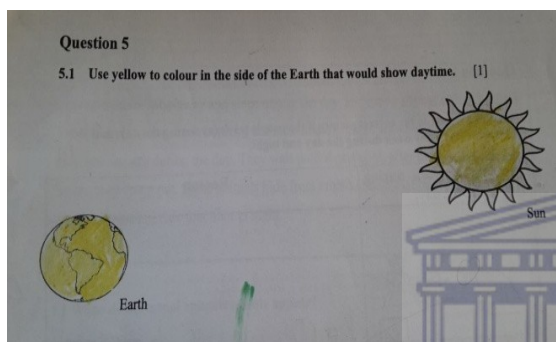 Question 5
5.1 Use yellow to colour in the side of the Earth that would show daytime. [1]
Sun
Earth